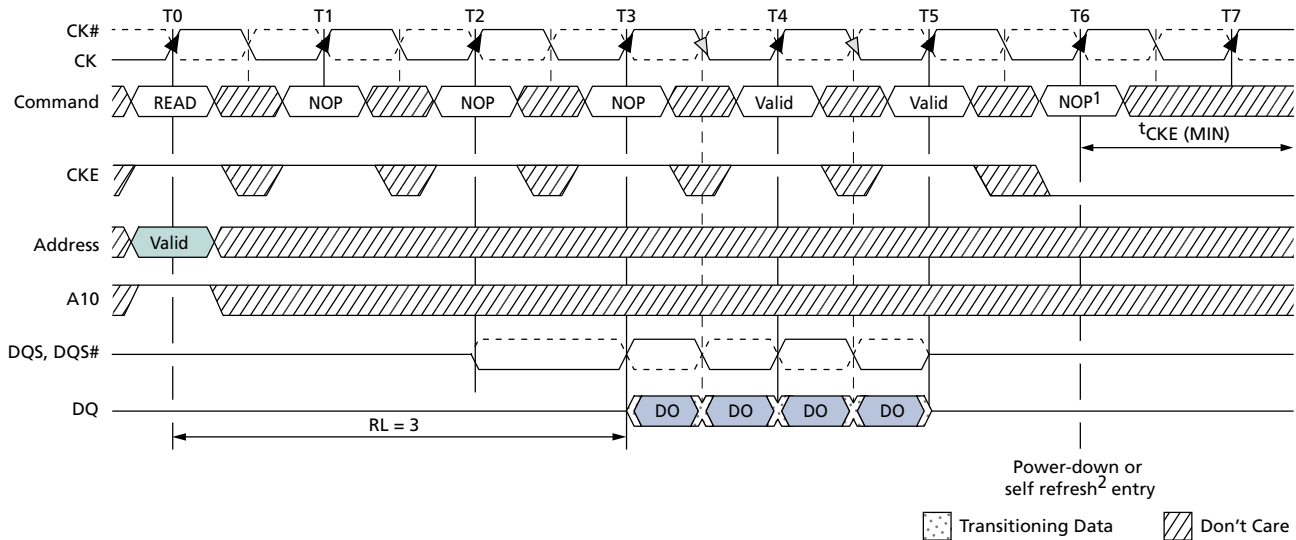 T0 T1 T2 T3 T4 T5 T6 T7
CK#
CK
Command READ NOP NOP NOP Valid Valid NOP1
tCKE (MIN)
CKE
Address Valid
A10
DQS, DQS#
DQ DO DO DO DO
RL = 3
Power-down or
self refresh2 entry
Transitioning Data Don't Care